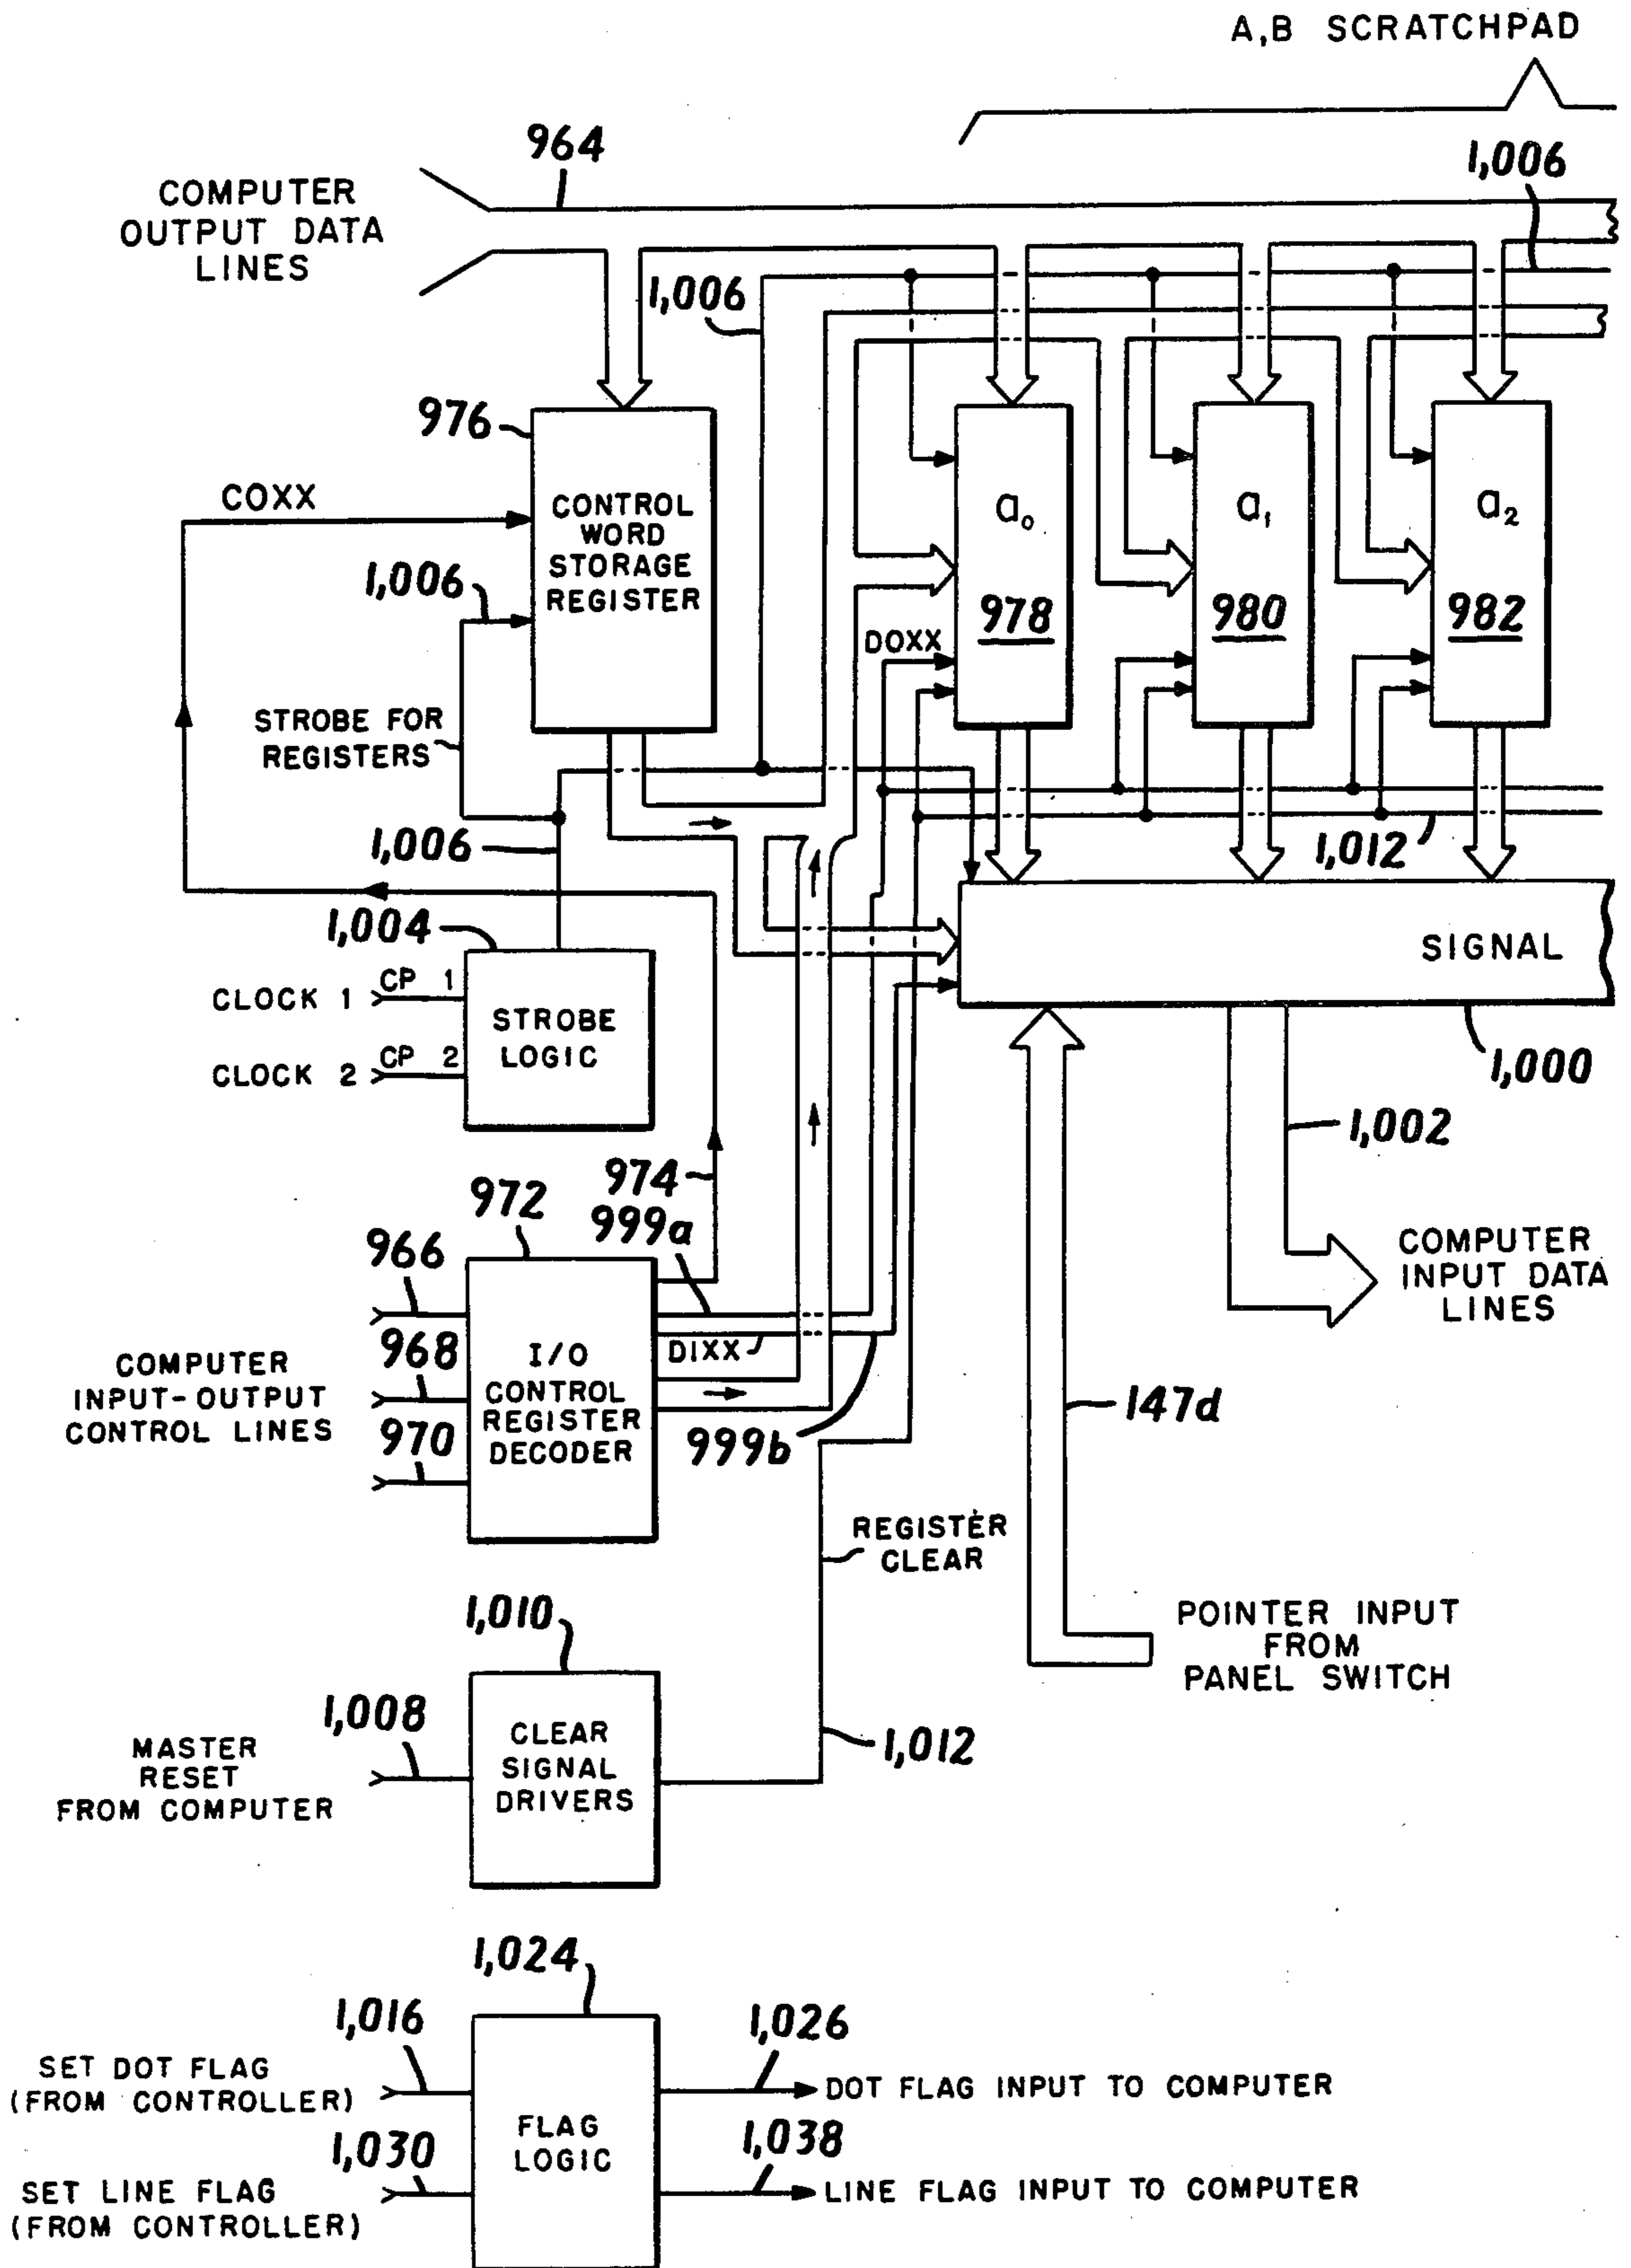 A,B SCRATCHPAD
964
1,006
COMPUTER
OUTPUT DATA
LINES
1,006
976
COXX
CONTROL
WORD
STORAGE
REGISTER
a₀
a₁
a₂
1,006
978
980
982
DOXX
STROBE FOR
REGISTERS
1,006
1,012
1,004
SIGNAL
CLOCK 1
CP 1
STROBE
LOGIC
CLOCK 2
CP 2
1,000
1,002
974
972
999a
966
COMPUTER
INPUT DATA
LINES
968
DIXX
I/O
CONTROL
REGISTER
DECODER
COMPUTER
INPUT-OUTPUT
CONTROL LINES
970
999b
147d
REGISTER
CLEAR
1,010
POINTER INPUT
FROM
PANEL SWITCH
1,008
MASTER
RESET
FROM COMPUTER
CLEAR
SIGNAL
DRIVERS
1,012
1,024
1,016
1,026
SET DOT FLAG
(FROM CONTROLLER)
DOT FLAG INPUT TO COMPUTER
FLAG
LOGIC
1,030
1,038
SET LINE FLAG
(FROM CONTROLLER)
LINE FLAG INPUT TO COMPUTER